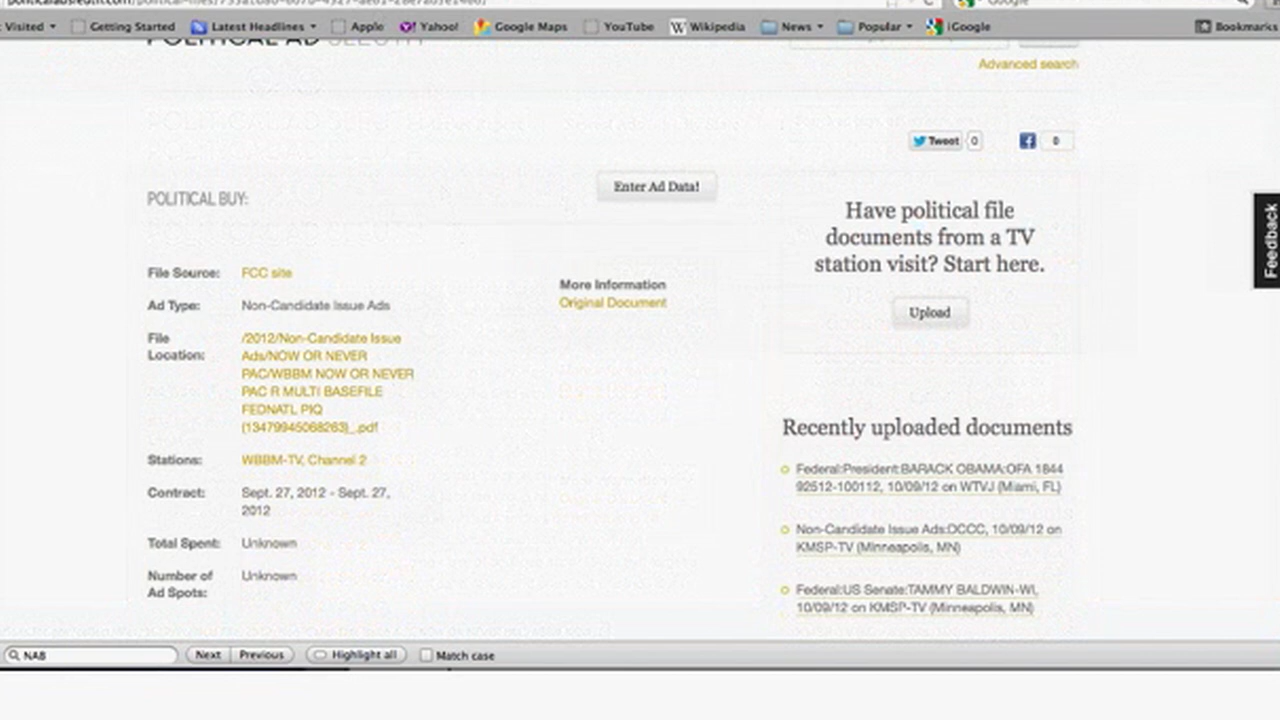 Visited
Getting Started
Latest Headlines
Apple
Yahoo!
Google Maps
YouTube
Wikipedia
News
Popular
iGoogle
Bookmarks
POLITICAL AD SLEUTH
Advanced search
Tweet 0
0
Enter Ad Data!
POLITICAL BUY:
Have political file
documents from a TV
station visit? Start here.
Upload
Feedback
File Source: FCC site
Ad Type: Non-Candidate Issue Ads
File
Location:
/2012/Non-Candidate Issue
Ads/NOW OR NEVER
PAC/WBBM NOW OR NEVER
PAC R MULTI BASEFILE
FEDNATL PIQ
(13479945068263)_.pdf
Stations: WBBM-TV, Channel 2
Contract: Sept. 27, 2012 - Sept. 27,
2012
Total Spent: Unknown
Number of
Ad Spots:
Unknown
More Information
Original Document
Recently uploaded documents
Federal:President:BARACK OBAMA:OFA 1844
92512-100112, 10/09/12 on WTVJ (Miami, FL)
Non-Candidate Issue Ads:OCCC, 10/09/12 on
KMSP-TV (Minneapolis, MN)
Federal:US Senate:TAMMY BALDWIN-WI,
10/09/12 on KMSP-TV (Minneapolis, MN)
NAB
Next
Previous
Highlight all
Match case